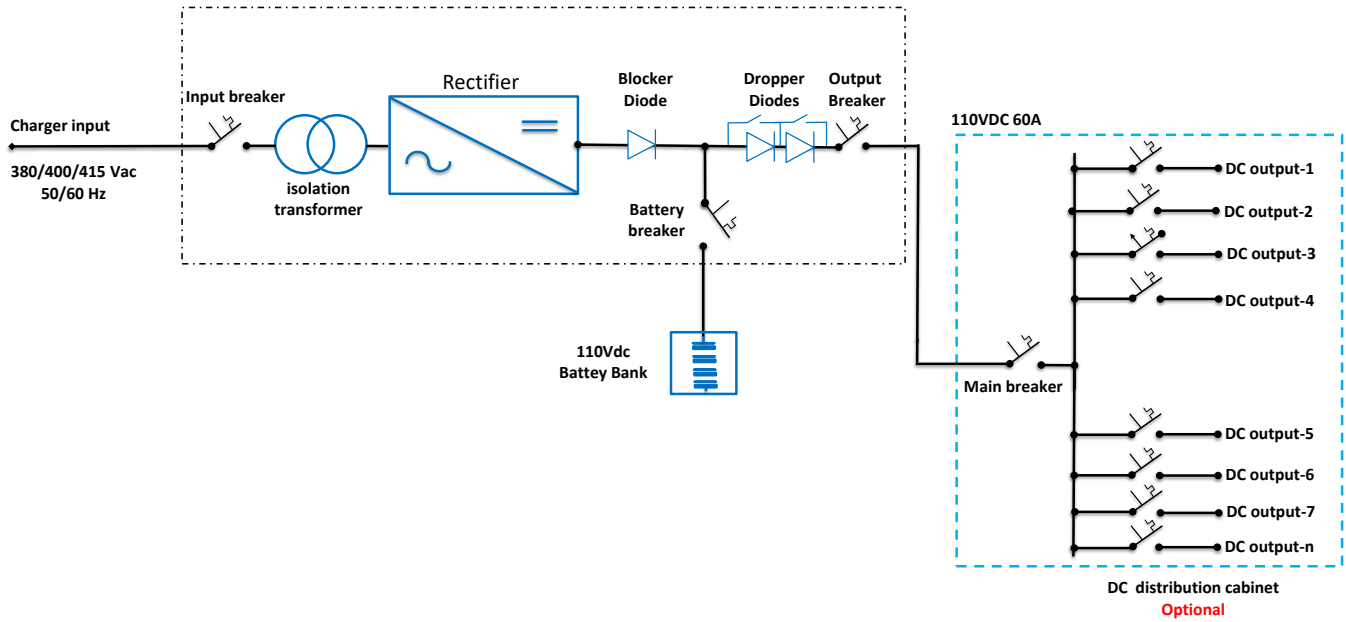 Charger input
380/400/415 Vac
50/60 Hz
Input breaker
isolation
transformer
Rectifier
Blocker
Diode
Dropper
Diodes
Output
Breaker
Battery
breaker
110Vdc
Battey Bank
110VDC 60A
DC output-1
DC output-2
DC output-3
DC output-4
Main breaker
DC output-5
DC output-6
DC output-7
DC output-n
DC distribution cabinet
Optional